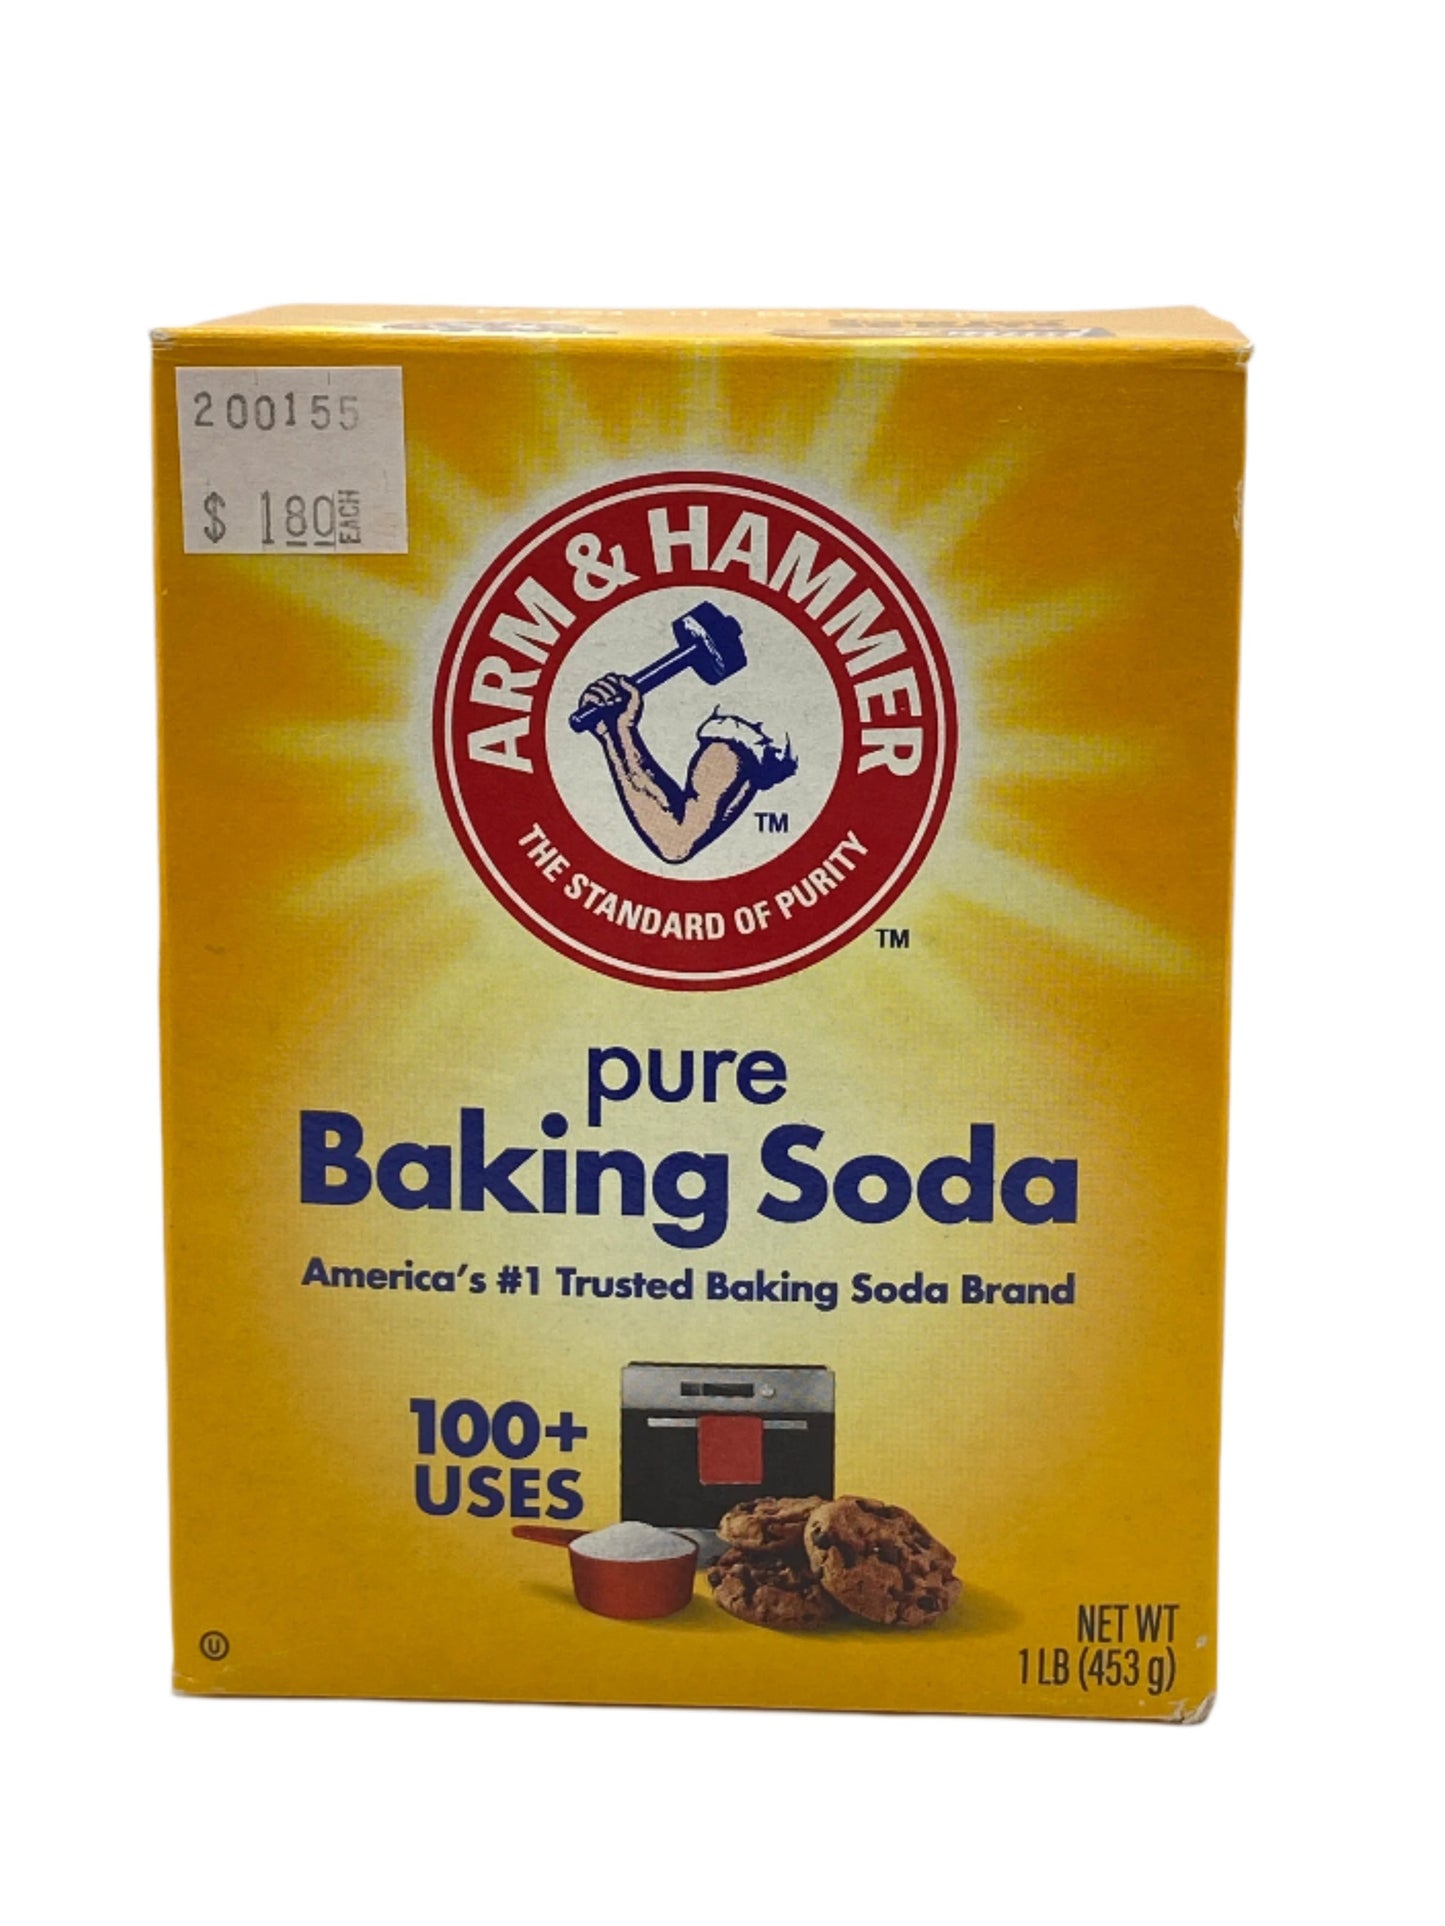 200155
$ 180 EACH
ARM & HAMMER
TM
THE STANDARD OF PURITY
TM
pure
Baking Soda
America's #1 Trusted Baking Soda Brand
100+
USES
U
NET WT
1 LB (453 g)